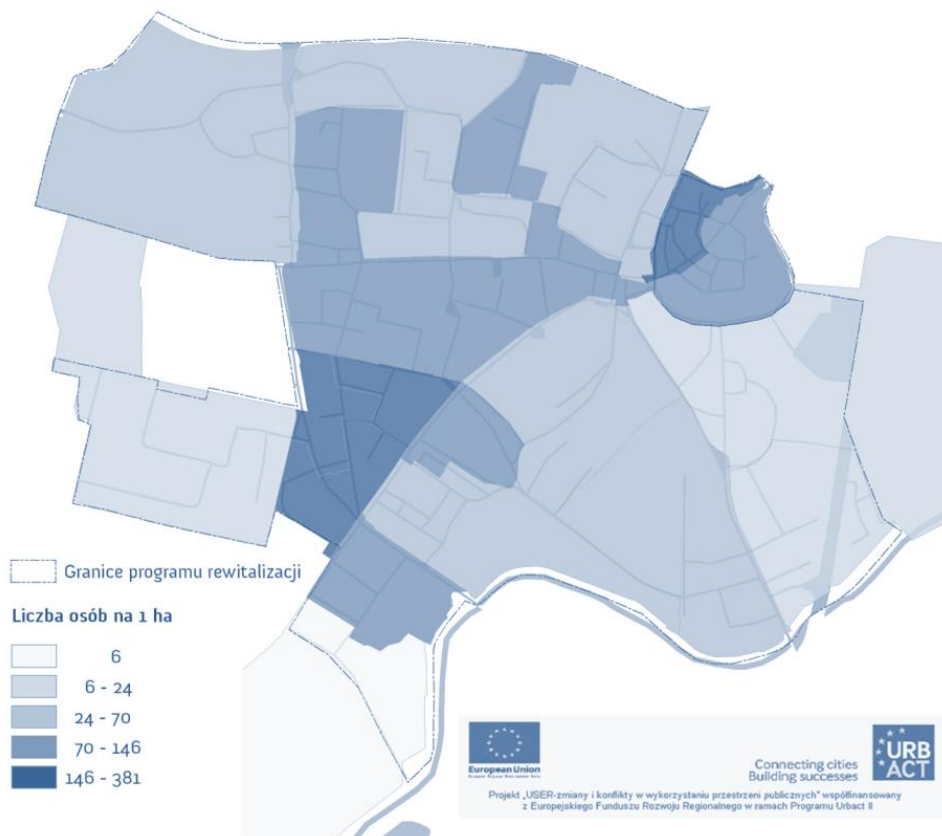 Granice programu rewitalizacji
Liczba osób na 1 ha
6
6 - 24
24 - 70
70 - 146
146 - 381
European Union
Connecting cities
Building successes
URB
ACT
Projekt „USER-zmiany i konflikty w wykorzystaniu przestrzeni publicznych” współfinansowany
z Europejskiego Funduszu Rozwoju Regionalnego w ramach Programu Urbact II